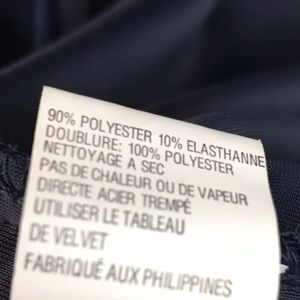 90% POLYESTER 10% ELASTHANNE
DOUBLURE: 100% POLYESTER
NETTOYAGE A SEC
PAS DE CHALEUR OU DE VAPEUR
DIRECTE ACIER TREMPÉ
UTILISER LE TABLEAU
DE VELVET
FABRIQUÉ AUX PHILIPPINES